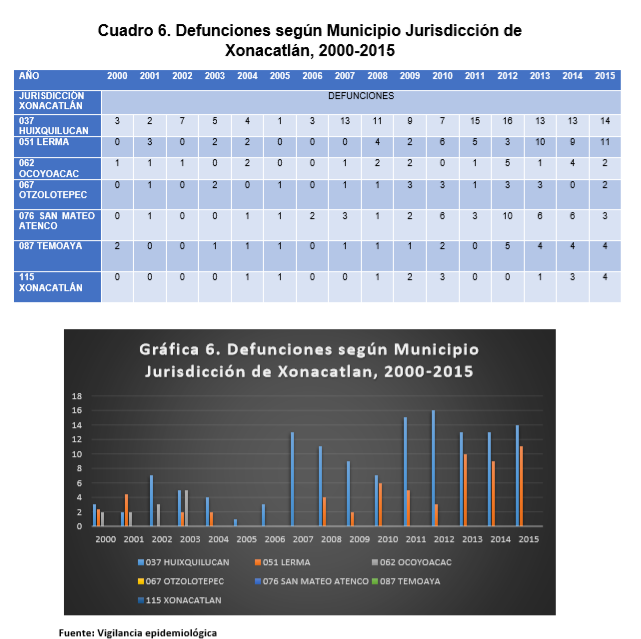 Cuadro 6. Defunciones según Municipio Jurisdicción de
Xonacatlán, 2000-2015
AÑO 2000 2001 2002 2003 2004 2005 2006 2007 2008 2009 2010 2011 2012 2013 2014 2015
JURISDICCIÓN
XONACATLÁN
DEFUNCIONES
037
HUIXQUILUCAN
3 2 7 5 4 1 3 13 11 9 7 15 16 13 13 14
051 LERMA 0 3 0 2 2 0 0 0 4 2 6 5 3 10 9 11
062
OCOYOACAC
1 1 1 0 2 0 0 1 2 2 0 1 5 1 4 2
067
OTZOLOTEPEC
0 1 0 2 0 1 0 1 1 3 3 1 3 3 0 2
076 SAN MATEO
ATENCO
0 1 0 0 1 1 2 3 1 2 6 3 10 6 6 3
087 TEMOAYA 2 0 0 1 1 1 0 1 1 1 2 0 5 4 4 4
115
XONACATLÁN
0 0 0 0 1 1 0 0 1 2 3 0 0 1 3 4
Gráfica 6. Defunciones según Municipio
Jurisdicción de Xonacatlan, 2000-2015
18
16
14
12
10
8
6
4
2
0
2000 2001 2002 2003 2004 2005 2006 2007 2008 2009 2010 2011 2012 2013 2014 2015
037 HUIXQUILUCAN 051 LERMA 062 OCOYOACAC
067 OTZOLOTEPEC 076 SAN MATEO ATENCO 087 TEMOAYA
115 XONACATLAN
Fuente: Vigilancia epidemiológica